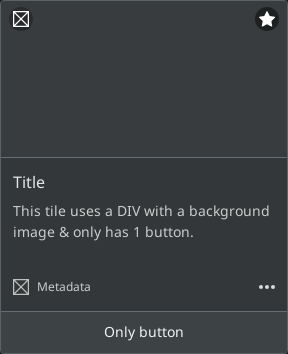 Title
This tile uses a DIV with a background
image & only has 1 button.
Metadata
Only button